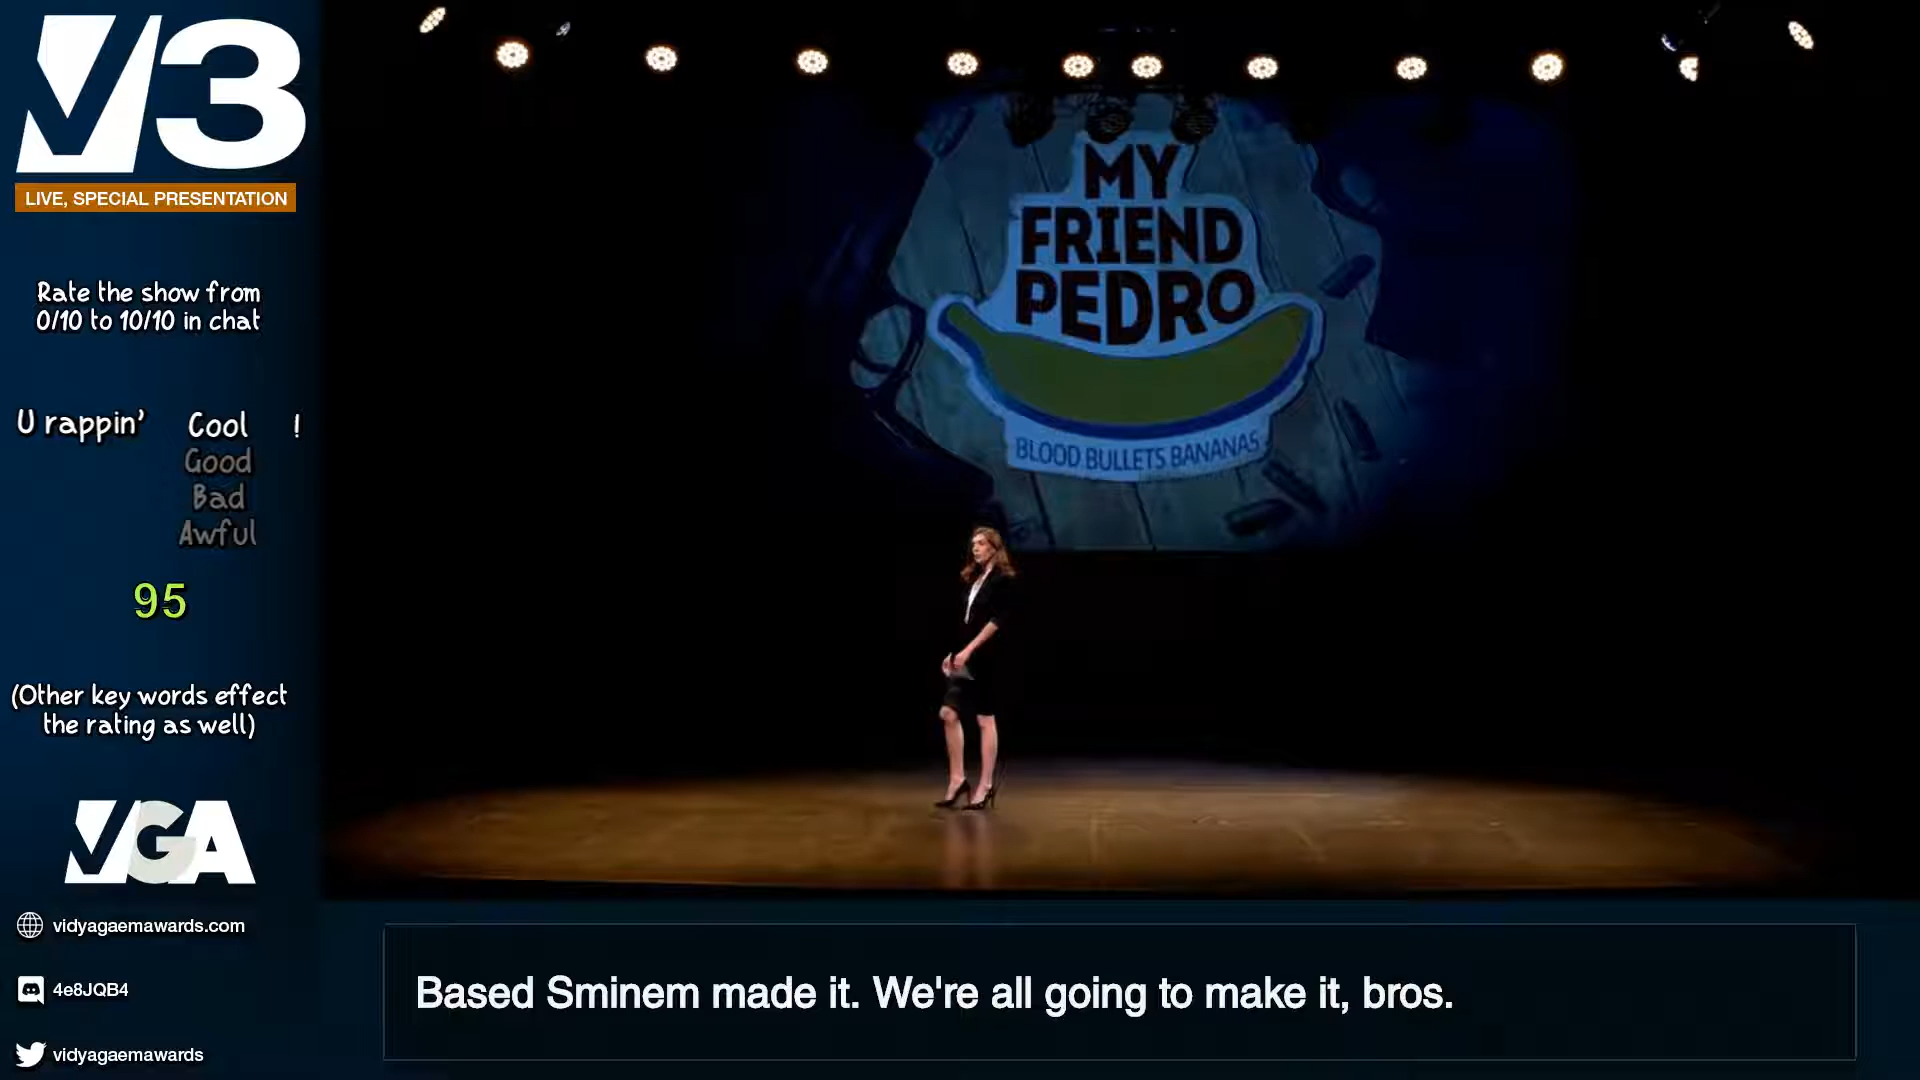 V3
LIVE, SPECIAL PRESENTATION
Rate the show from
0/10 to 10/10 in chat
U rappin' Cool !
Good
Bad
Awful
95
(Other key words effect
the rating as well)
VGA
vidyagaemawards.com
4e8JQB4
vidyagaemawards
MY
FRIEND
PEDRO
BLOOD BULLETS BANANAS
Based Sminem made it. We're all going to make it, bros.